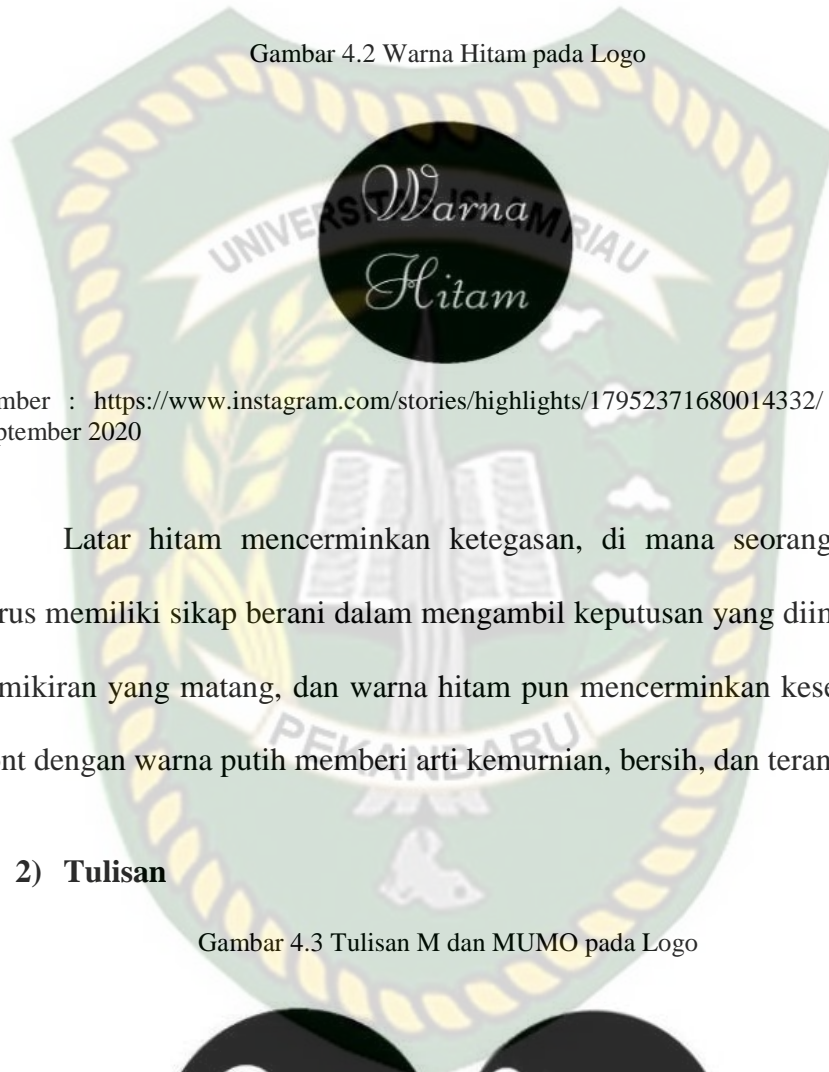 Gambar 4.2 Warna Hitam pada Logo
Warna
Hitam
UNIVERSITAS ISLAM RIAU
mber : https://www.instagram.com/stories/highlights/17952371680014332/
ptember 2020
Latar hitam mencerminkan ketegasan, di mana seorang
rus memiliki sikap berani dalam mengambil keputusan yang diin
mikiran yang matang, dan warna hitam pun mencerminkan kese
ont dengan warna putih memberi arti kemurnian, bersih, dan teran
PEKANBARU
2) Tulisan
Gambar 4.3 Tulisan M dan MUMO pada Logo